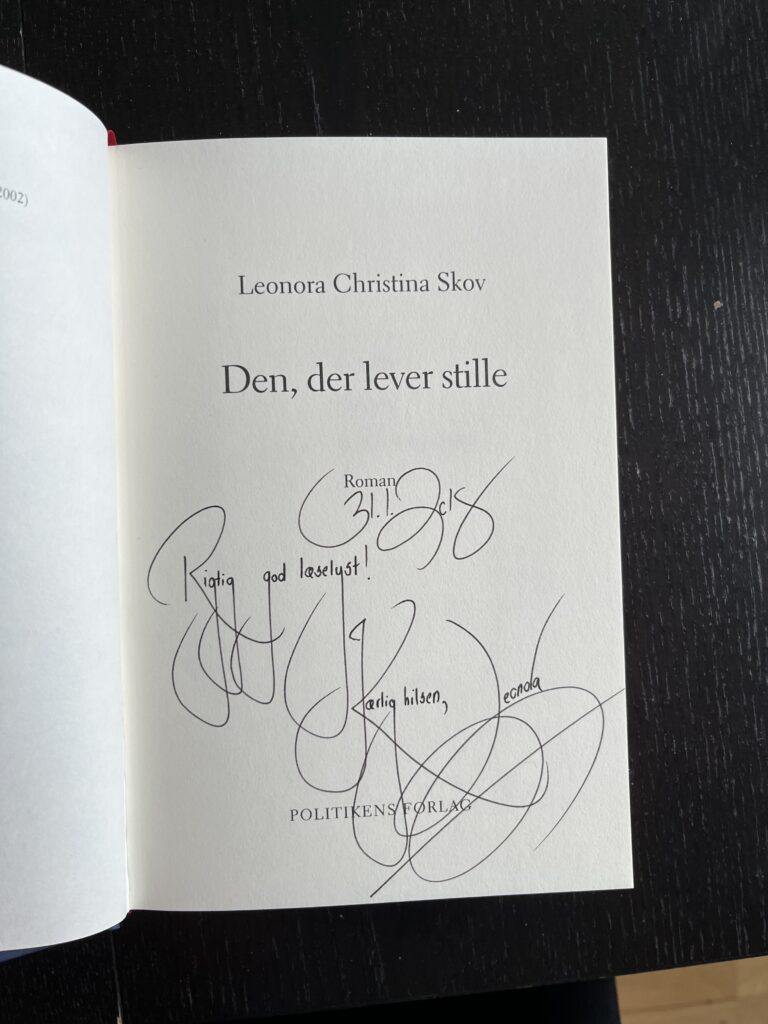 2002)
Leonora Christina Skov
Den, der lever stille
Roman
31.1.2018
Rigtig god læselyst!
Kærlig hilsen, Leonora
POLITIKENS FORLAG